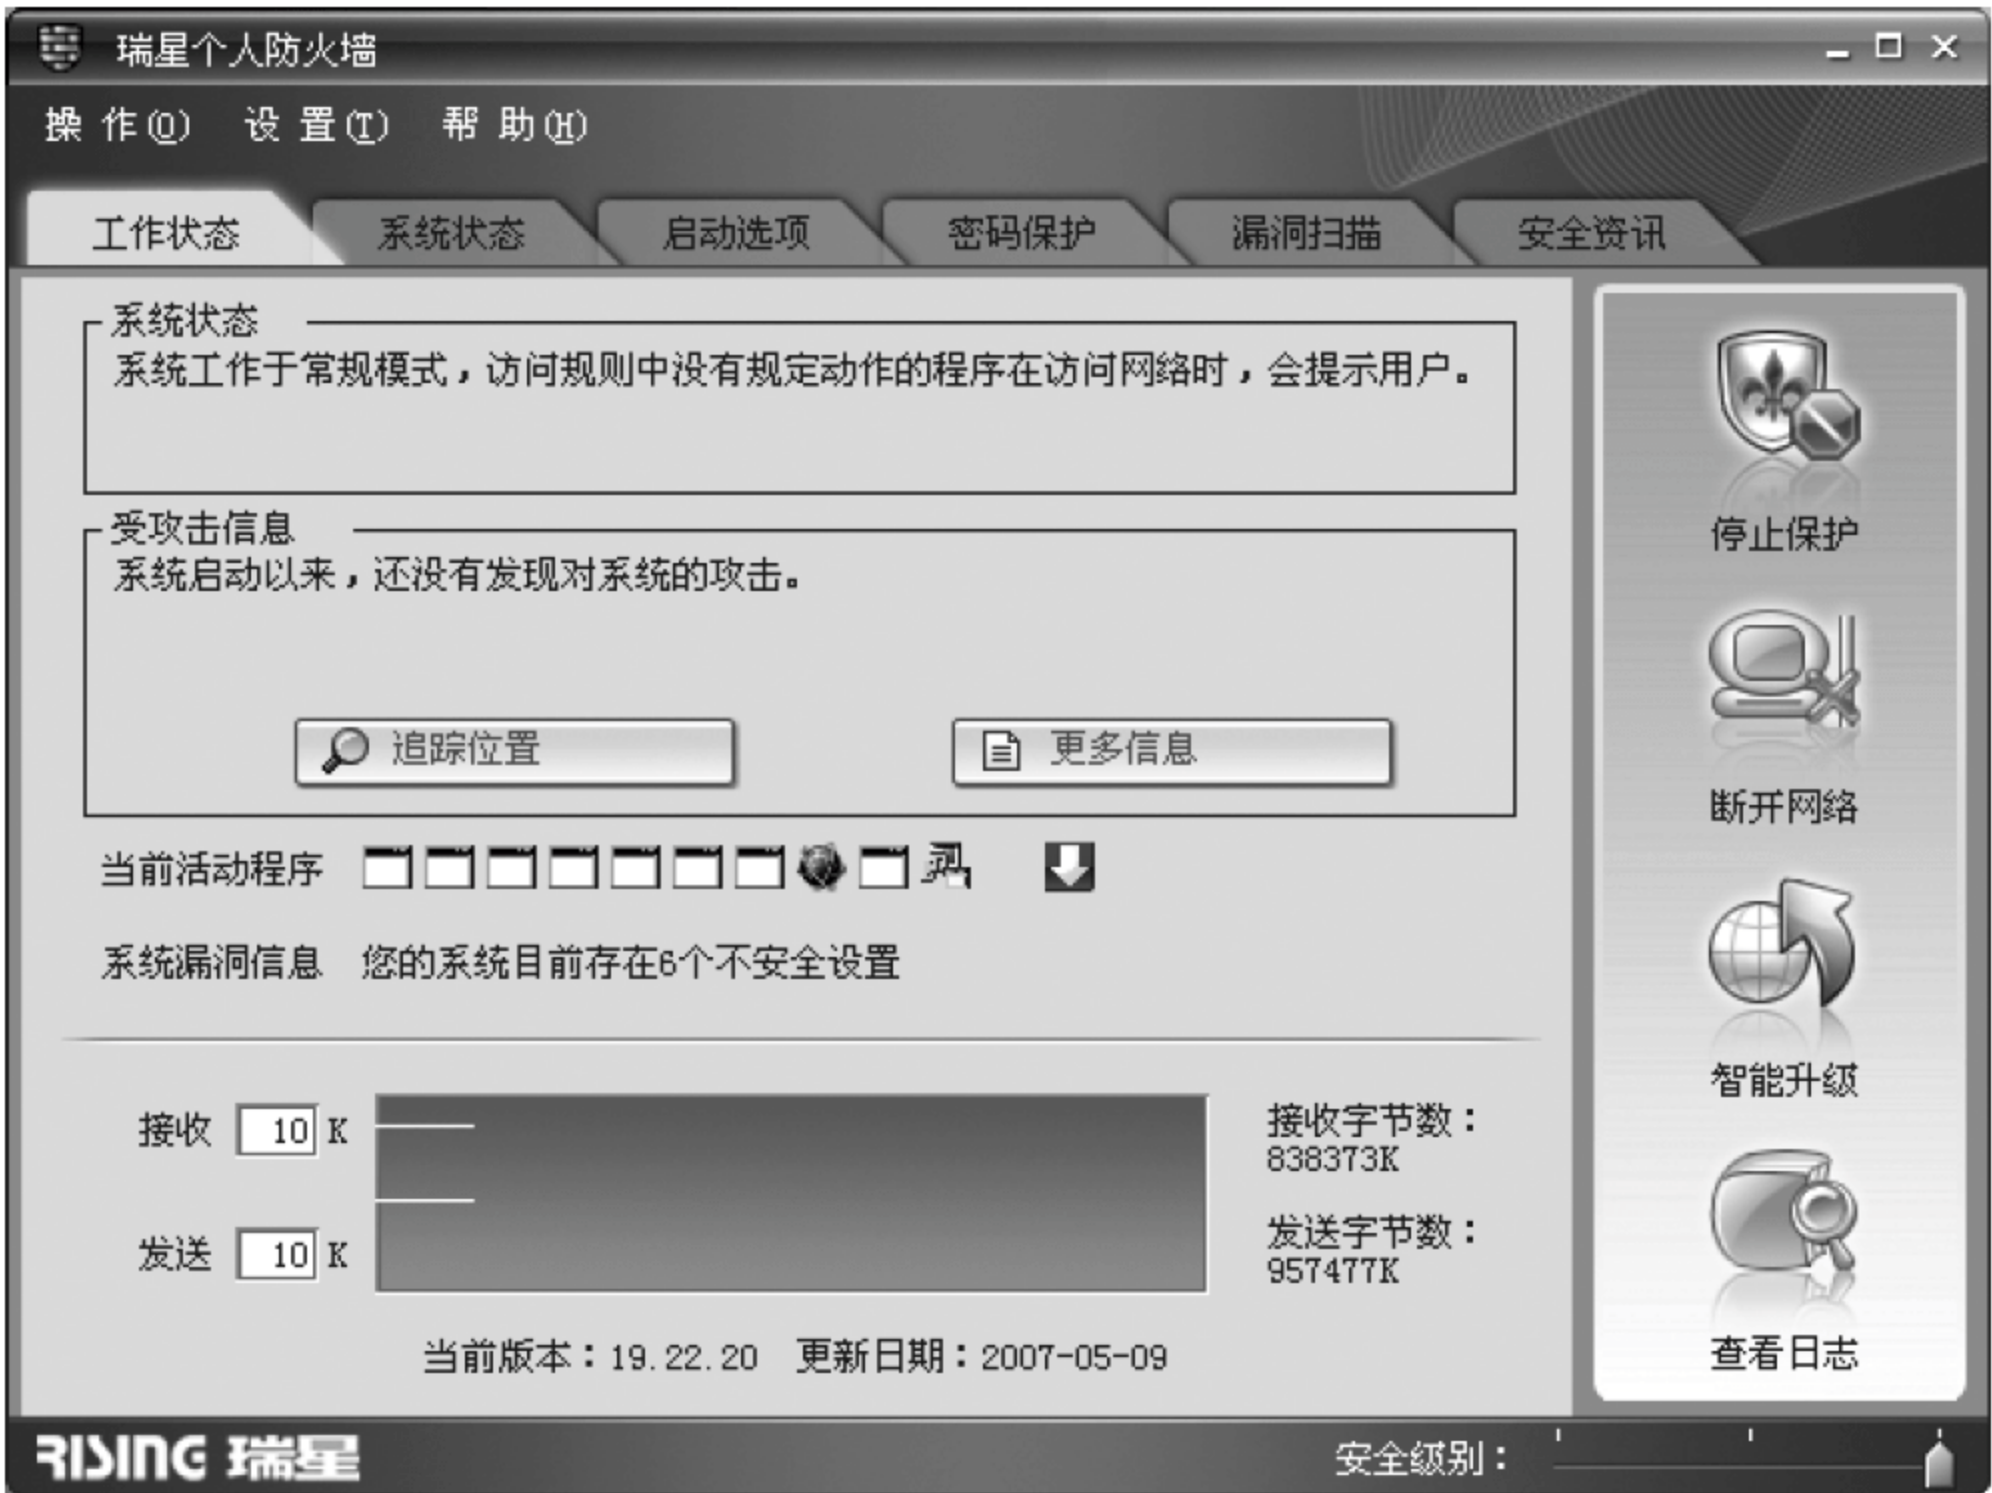 瑞星个人防火墙
操 作(O) 设 置(T) 帮 助(H)
工作状态 系统状态 启动选项 密码保护 漏洞扫描 安全资讯
系统状态
系统工作于常规模式，访问规则中没有规定动作的程序在访问网络时，会提示用户。
受攻击信息
系统启动以来，还没有发现对系统的攻击。
追踪位置 更多信息
当前活动程序
系统漏洞信息 您的系统目前存在6个不安全设置
接收 10 K
发送 10 K
接收字节数：
838373K
发送字节数：
957477K
当前版本：19.22.20 更新日期：2007-05-09
停止保护
断开网络
智能升级
查看日志
RISING 瑞星
安全级别：